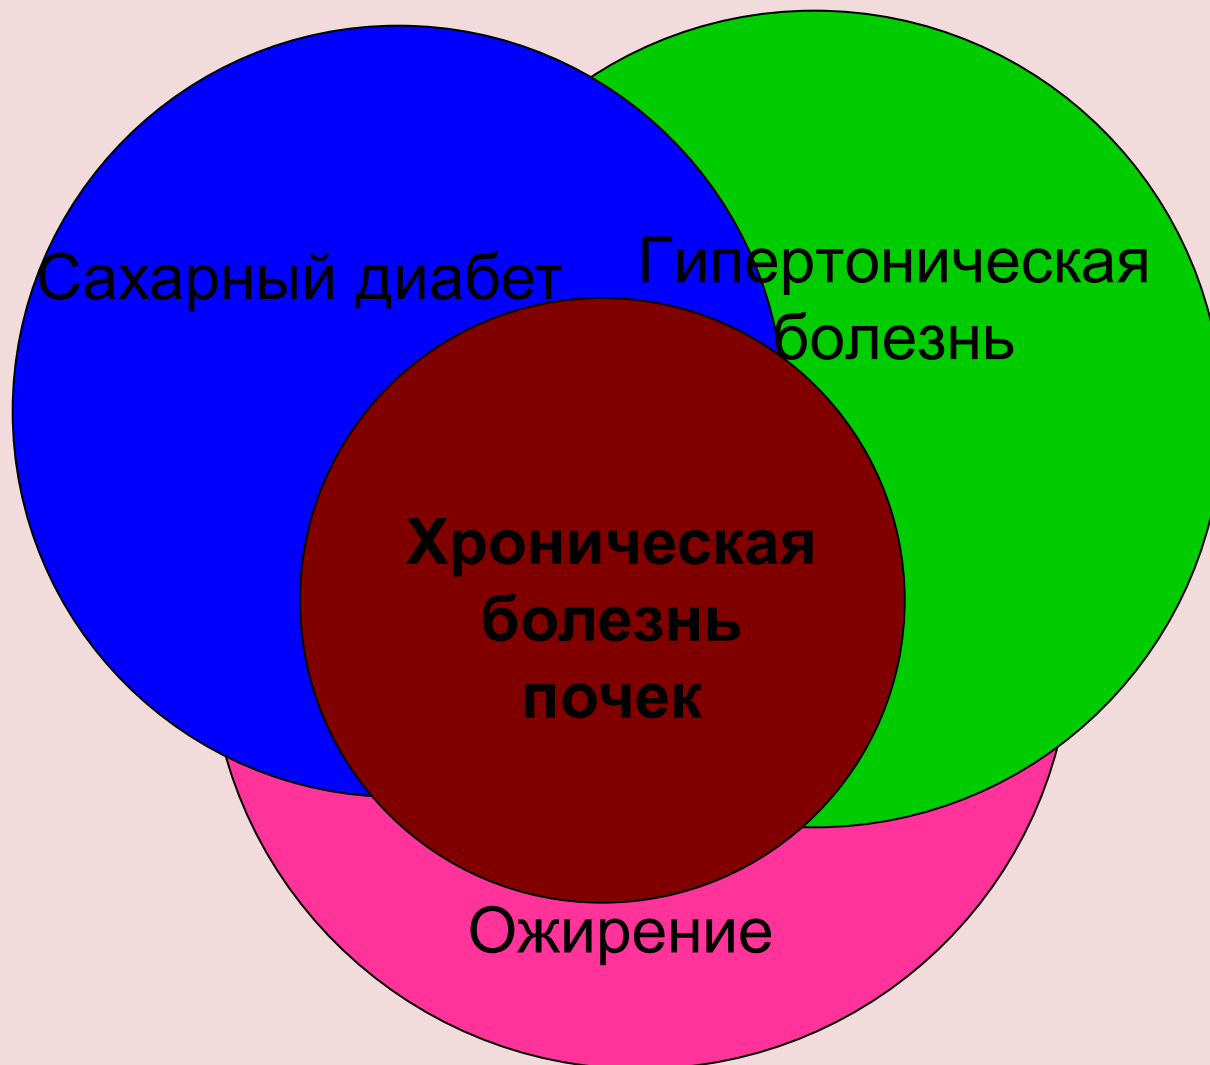 Сахарный диабет
Гипертоническая
болезнь
Хроническая
болезнь
почек
Ожирение